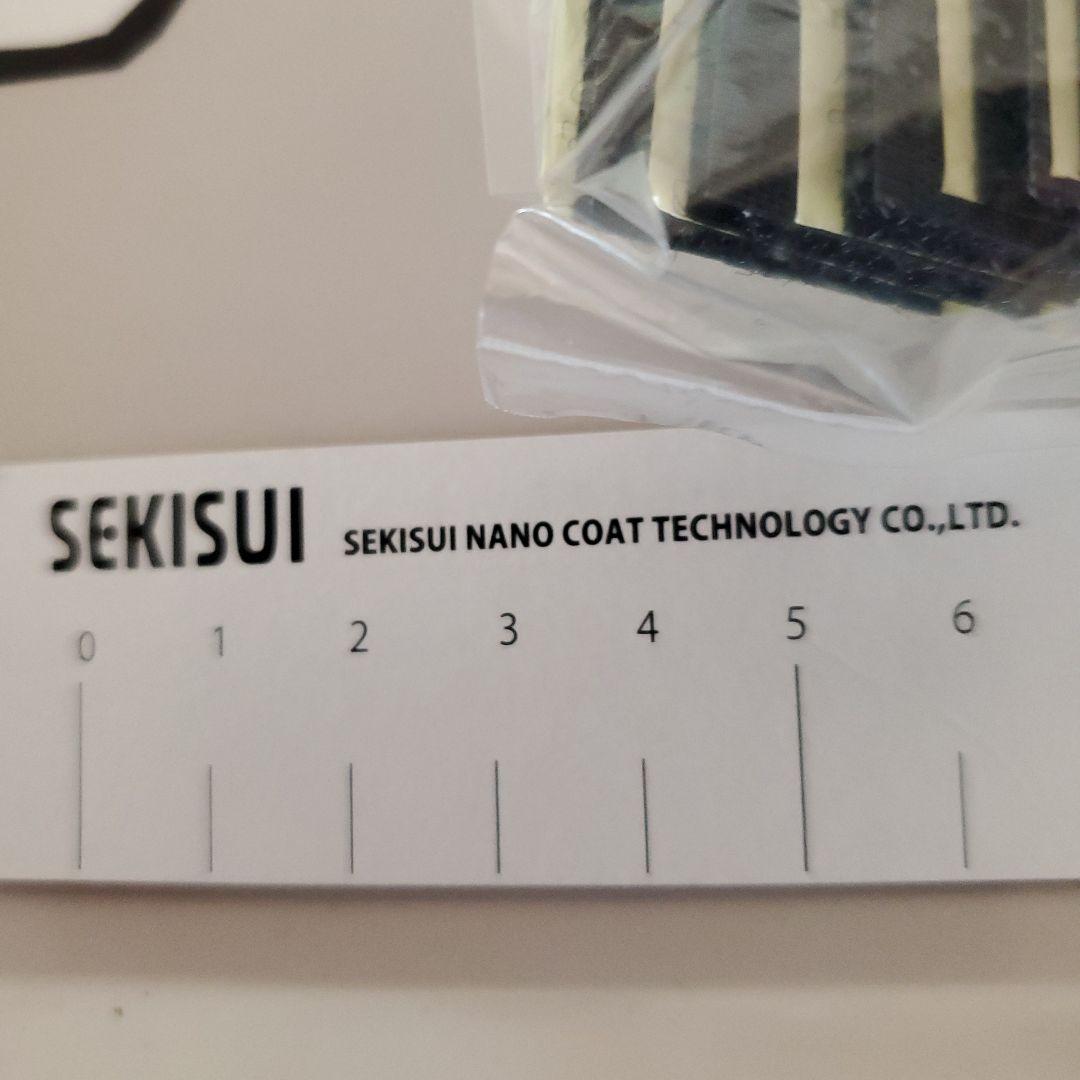 SEKISUI SEKISUI NANO COAT TECHNOLOGY CO.,LTD.
0 1 2 3 4 5 6